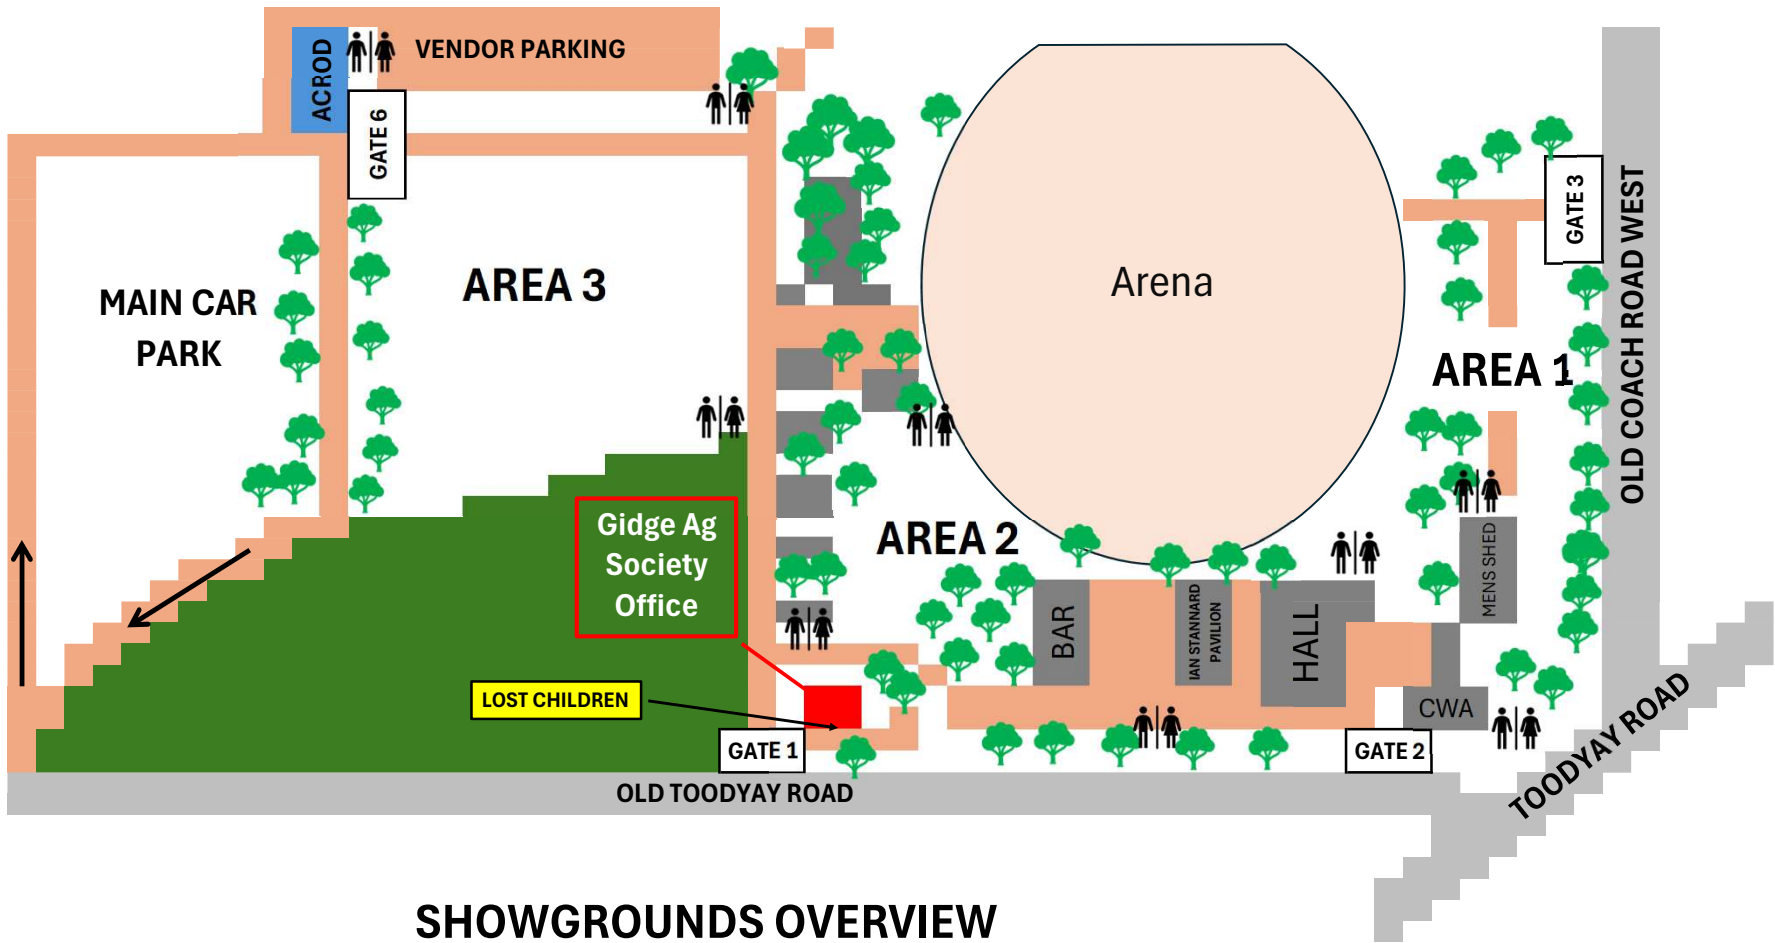 ACROD
VENDOR PARKING
GATE 6
MAIN CAR
PARK
AREA 3
Arena
GATE 3
OLD COACH ROAD WEST
AREA 1
AREA 2
Gidge Ag
Society
Office
BAR
IAN STANNARD
PAVILION
HALL
MENS SHED
LOST CHILDREN
CWA
GATE 1
GATE 2
TOODYAY ROAD
OLD TOODYAY ROAD
SHOWGROUNDS OVERVIEW